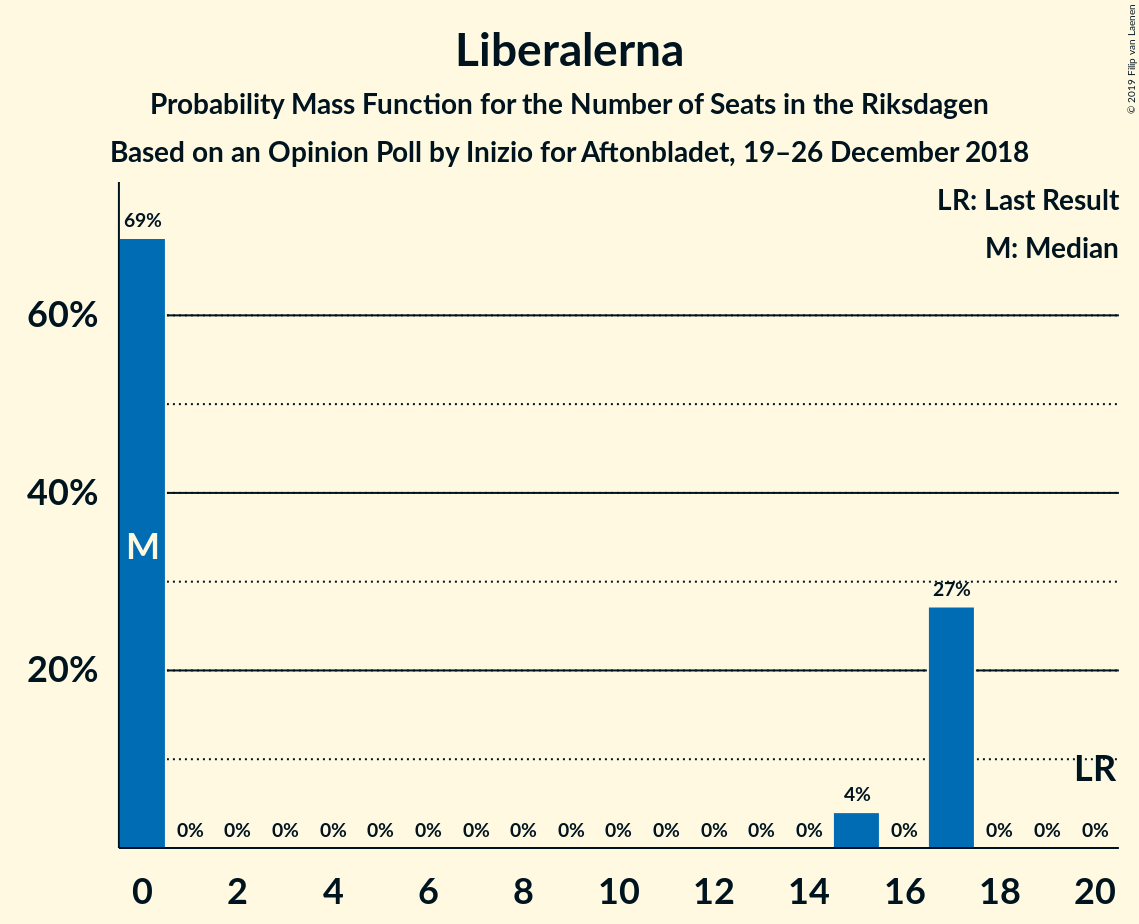 Liberalerna
Probability Mass Function for the Number of Seats in the Riksdagen
Based on an Opinion Poll by Inizio for Aftonbladet, 19–26 December 2018
© 2019 Filip van Laenen
LR: Last Result
M: Median
69%
60%
40%
M
27%
20%
LR
4%
0% 0% 0% 0% 0% 0% 0% 0% 0% 0% 0% 0% 0% 0% 0% 0% 0% 0%
0 2 4 6 8 10 12 14 16 18 20